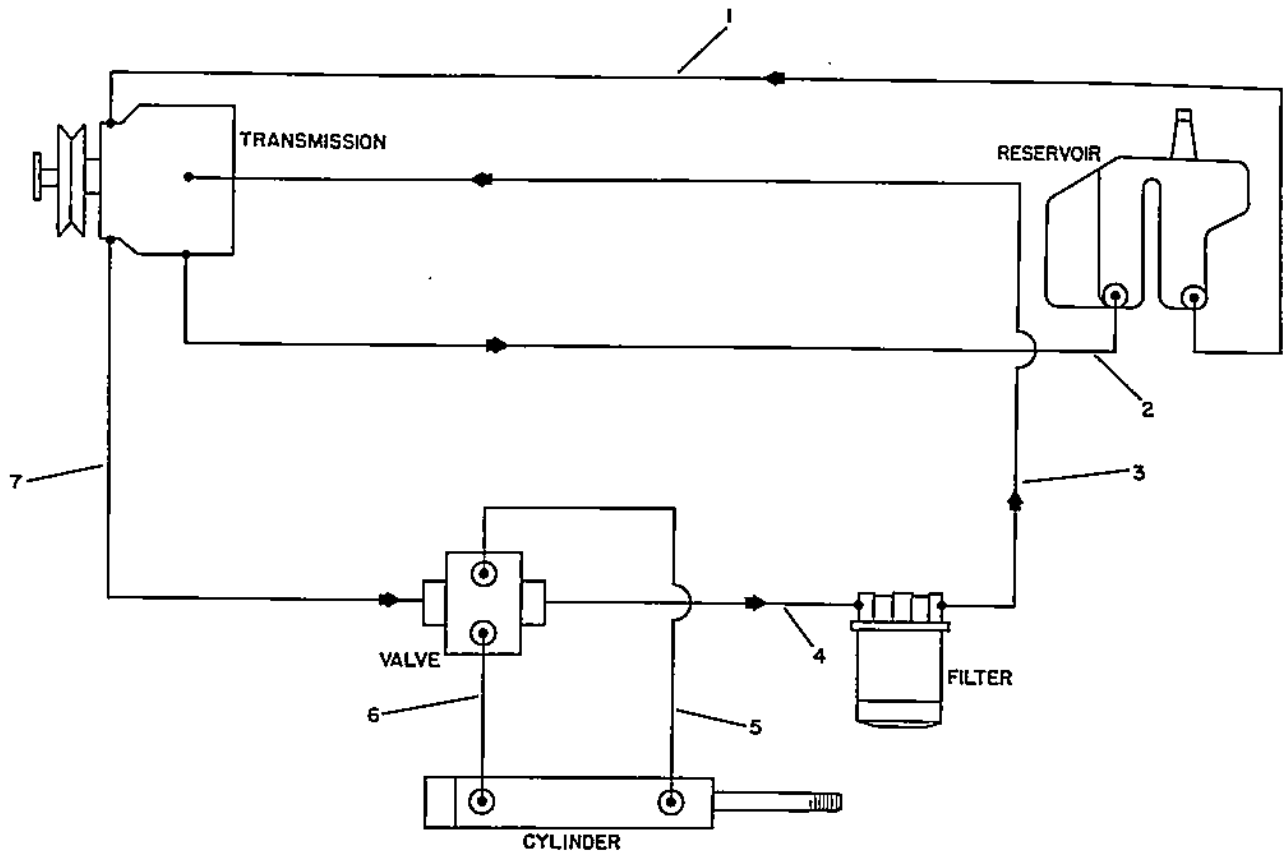 1
TRANSMISSION
RESERVOIR
2
7
3
VALVE
4
FILTER
6
5
CYLINDER